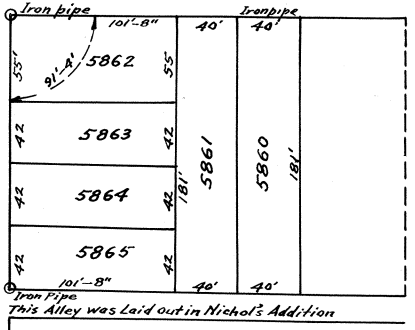 Iron pipe
Iron pipe
101'-8" 40' 40'
55' 91'-4' 5862 55
42 5863 42
42 5864 42
181' 5861 5860 181'
42 5865 42
101'-8" 40' 40'
Iron Pipe
This Alley was Laid out in Nichol's Addition